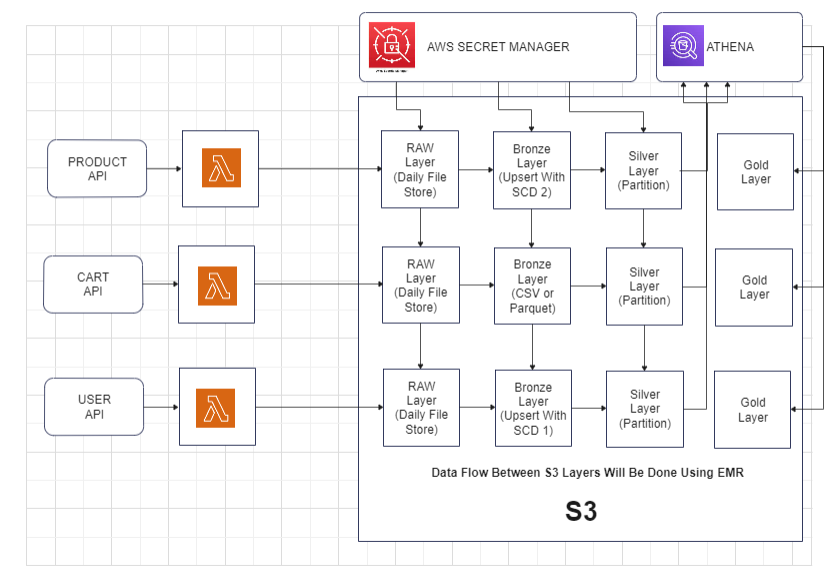 AWS SECRET MANAGER
ATHENA
PRODUCT
API
RAW
Layer
(Daily File
Store)
Bronze
Layer
(Upsert With
SCD 2)
Silver
Layer
(Partition)
Gold
Layer
CART
API
RAW
Layer
(Daily File
Store)
Bronze
Layer
(CSV or
Parquet)
Silver
Layer
(Partition)
Gold
Layer
USER
API
RAW
Layer
(Daily File
Store)
Bronze
Layer
(Upsert With
SCD 1)
Silver
Layer
(Partition)
Gold
Layer
Data Flow Between S3 Layers Will Be Done Using EMR
S3